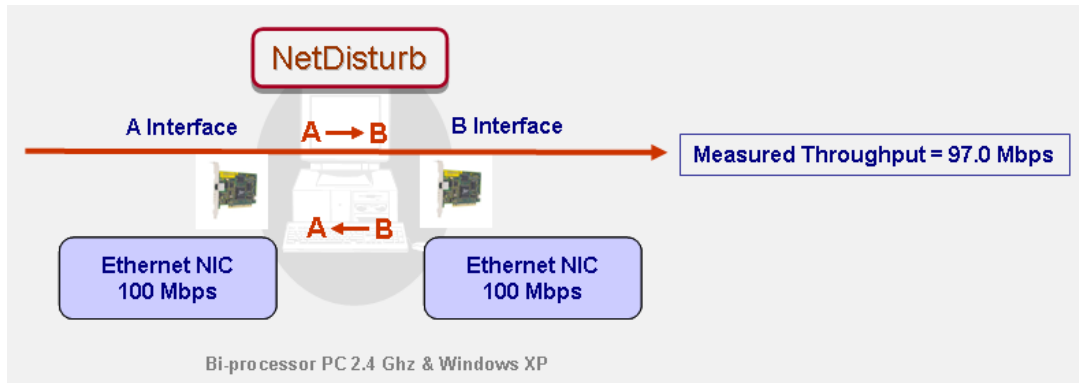 NetDisturb
A Interface
A → B
B Interface
Measured Throughput = 97.0 Mbps
A ← B
Ethernet NIC
100 Mbps
Ethernet NIC
100 Mbps
Bi-processor PC 2.4 Ghz & Windows XP